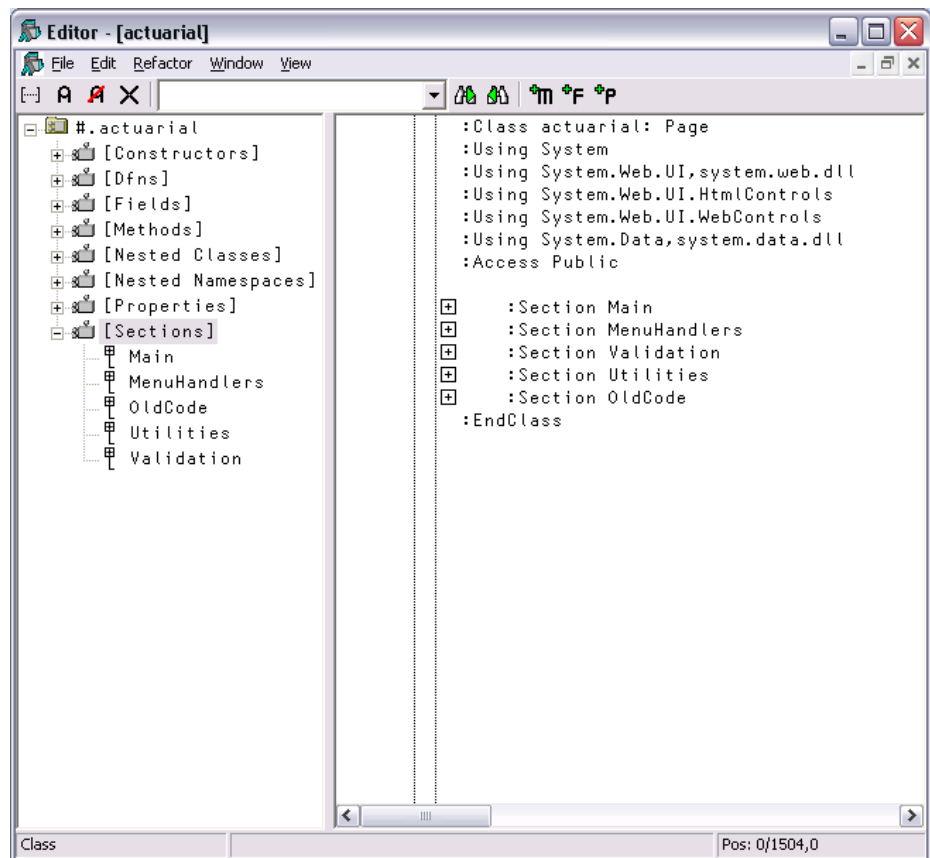 Editor - [actuarial]
File Edit Refactor Window View
A A m F P
#.actuarial
[Constructors]
[Dfns]
[Fields]
[Methods]
[Nested Classes]
[Nested Namespaces]
[Properties]
[Sections]
Main
MenuHandlers
OldCode
Utilities
Validation
:Class actuarial: Page
:Using System
:Using System.Web.UI,system.web.dll
:Using System.Web.UI.HtmlControls
:Using System.Web.UI.WebControls
:Using System.Data,system.data.dll
:Access Public
:Section Main
:Section MenuHandlers
:Section Validation
:Section Utilities
:Section OldCode
:EndClass
Class
Pos: 0/1504,0